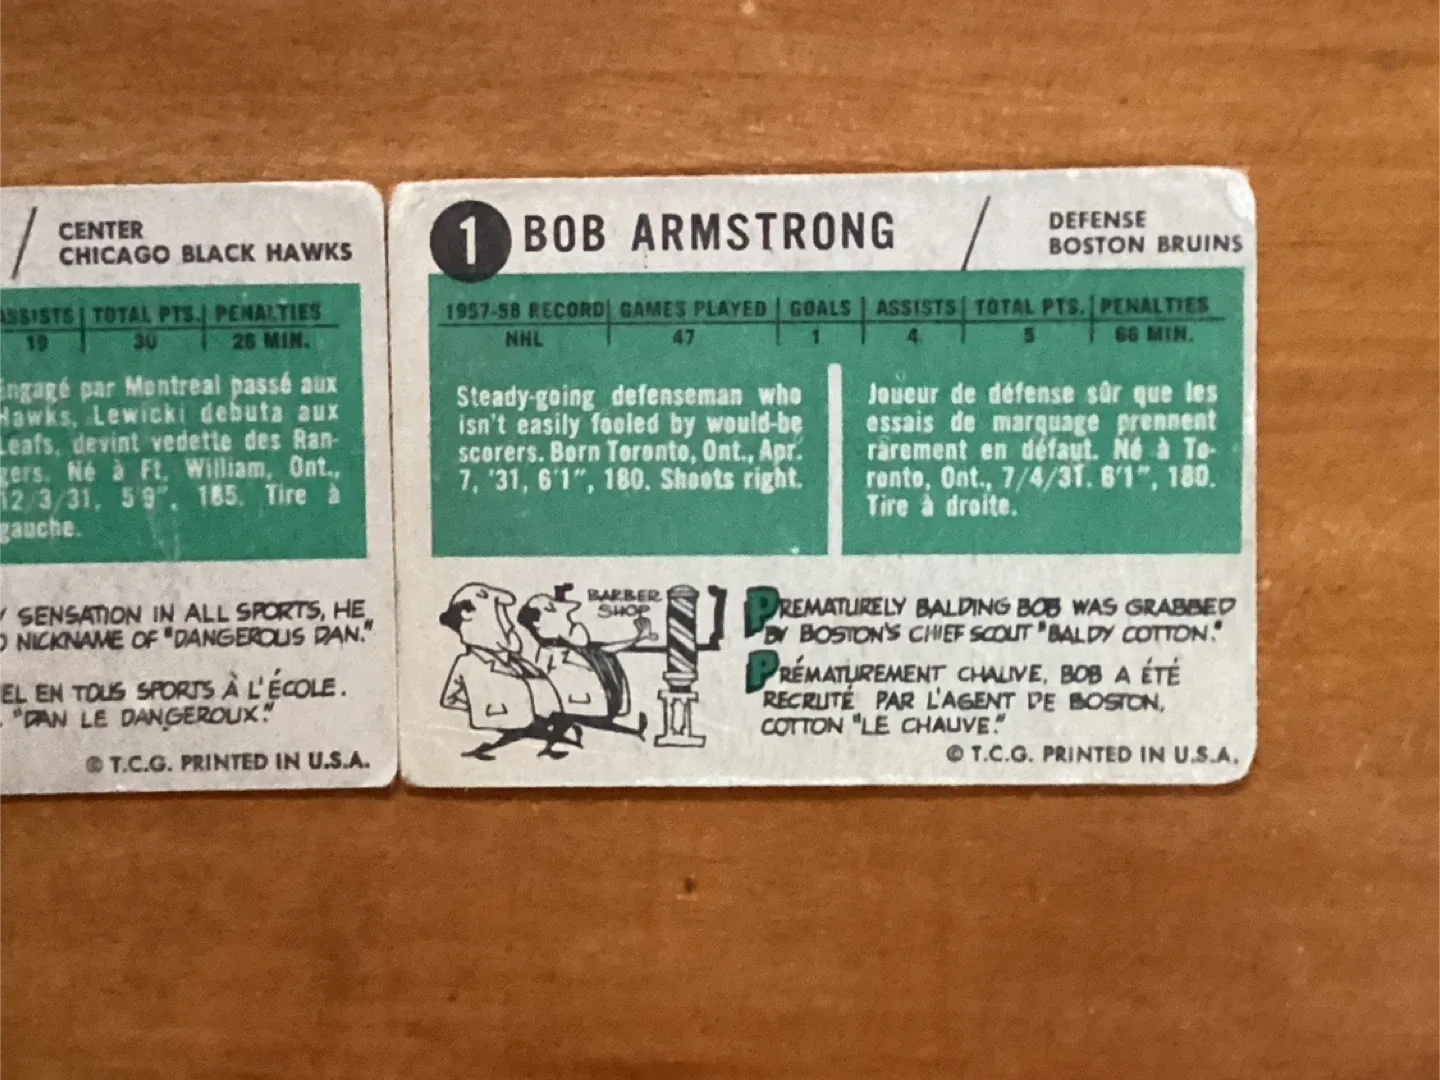 CENTER
CHICAGO BLACK HAWKS
ASSISTS TOTAL PTS. PENALTIES
19 30 26 MIN.
Engagé par Montreal passé aux
Hawks, Lewicki debuta aux
Leafs, devint vedette des Ran-
gers. Né à Ft. William, Ont.,
12/3/31, 5'9", 185. Tire à
gauche.
SENSATION IN ALL SPORTS, HE
NICKNAME OF "DANGEROUS DAN."
EL EN TOUS SPORTS À L'ÉCOLE.
"DAN LE DANGEROUX."
© T.C.G. PRINTED IN U.S.A.
1 BOB ARMSTRONG
DEFENSE
BOSTON BRUINS
1957-58 RECORD GAMES PLAYED GOALS ASSISTS TOTAL PTS. PENALTIES
NHL 47 1 4 5 66 MIN.
Steady-going defenseman who
isn't easily fooled by would-be
scorers. Born Toronto, Ont., Apr.
7, '31, 6'1", 180. Shoots right.
Joueur de défense sûr que les
essais de marquage prennent
rarement en défaut. Né à To-
ronto, Ont., 7/4/31. 6'1", 180.
Tire à droite.
BARBER
SHOP
PREMATURELY BALDING BOB WAS GRABBED
BY BOSTON'S CHIEF SCOUT "BALDY COTTON."
PRÉMATUREMENT CHAUVE, BOB A ÉTÉ
RECRUTÉ PAR L'AGENT DE BOSTON,
COTTON "LE CHAUVE."
© T.C.G. PRINTED IN U.S.A.